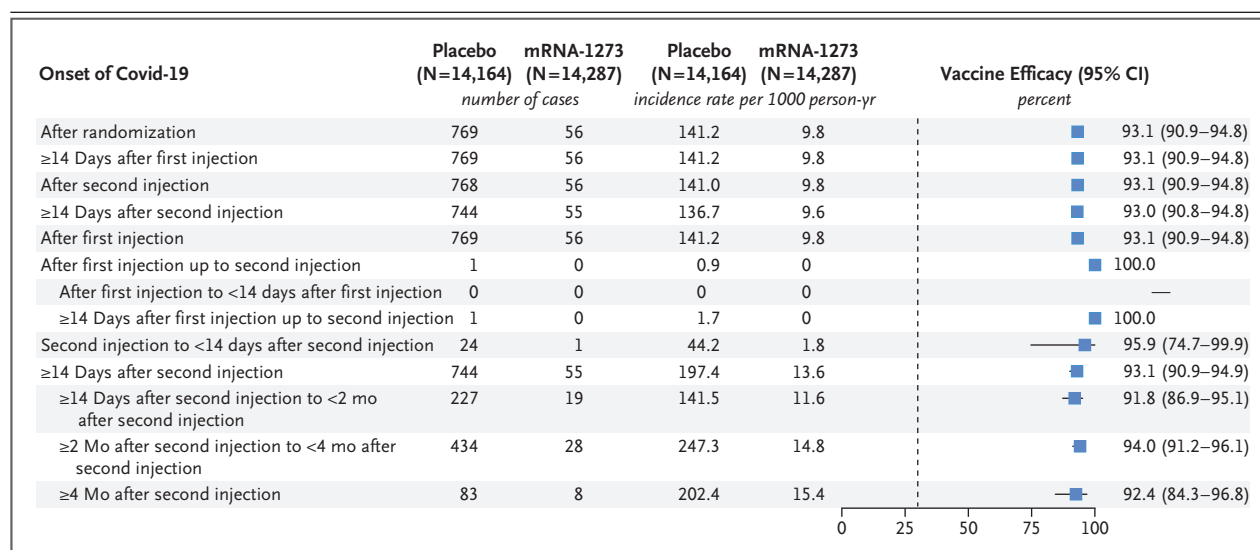 Onset of Covid-19 Placebo (N=14,164) mRNA-1273 (N=14,287) Placebo (N=14,164) mRNA-1273 (N=14,287) Vaccine Efficacy (95% CI)
number of cases incidence rate per 1000 person-yr percent
After randomization 769 56 141.2 9.8 93.1 (90.9–94.8)
≥14 Days after first injection 769 56 141.2 9.8 93.1 (90.9–94.8)
After second injection 768 56 141.0 9.8 93.1 (90.9–94.8)
≥14 Days after second injection 744 55 136.7 9.6 93.0 (90.8–94.8)
After first injection 769 56 141.2 9.8 93.1 (90.9–94.8)
After first injection up to second injection 1 0 0.9 0 100.0
After first injection to <14 days after first injection 0 0 0 0 —
≥14 Days after first injection up to second injection 1 0 1.7 0 100.0
Second injection to <14 days after second injection 24 1 44.2 1.8 95.9 (74.7–99.9)
≥14 Days after second injection 744 55 197.4 13.6 93.1 (90.9–94.9)
≥14 Days after second injection to <2 mo 227 19 141.5 11.6 91.8 (86.9–95.1)
after second injection
≥2 Mo after second injection to <4 mo after 434 28 247.3 14.8 94.0 (91.2–96.1)
second injection
≥4 Mo after second injection 83 8 202.4 15.4 92.4 (84.3–96.8)
0 25 50 75 100